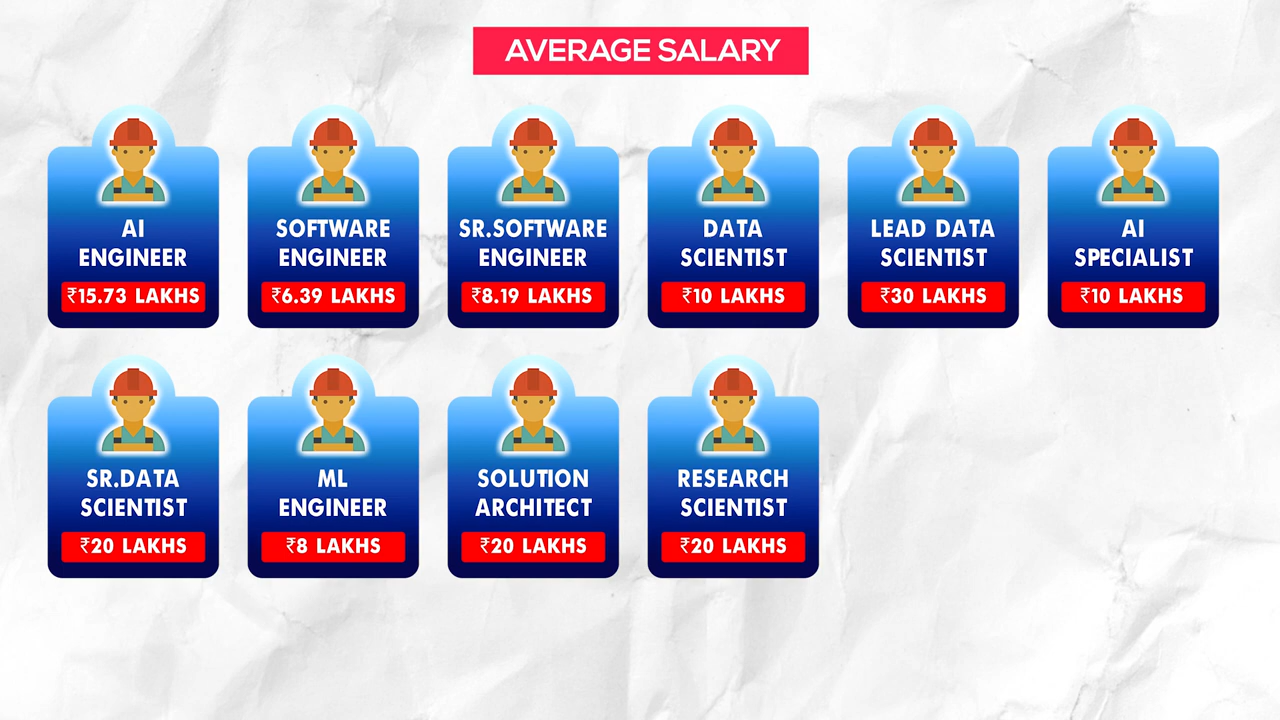 AVERAGE SALARY
AI
ENGINEER
₹15.73 LAKHS
SOFTWARE
ENGINEER
₹6.39 LAKHS
SR.SOFTWARE
ENGINEER
₹8.19 LAKHS
DATA
SCIENTIST
₹10 LAKHS
LEAD DATA
SCIENTIST
₹30 LAKHS
AI
SPECIALIST
₹10 LAKHS
SR.DATA
SCIENTIST
₹20 LAKHS
ML
ENGINEER
₹8 LAKHS
SOLUTION
ARCHITECT
₹20 LAKHS
RESEARCH
SCIENTIST
₹20 LAKHS